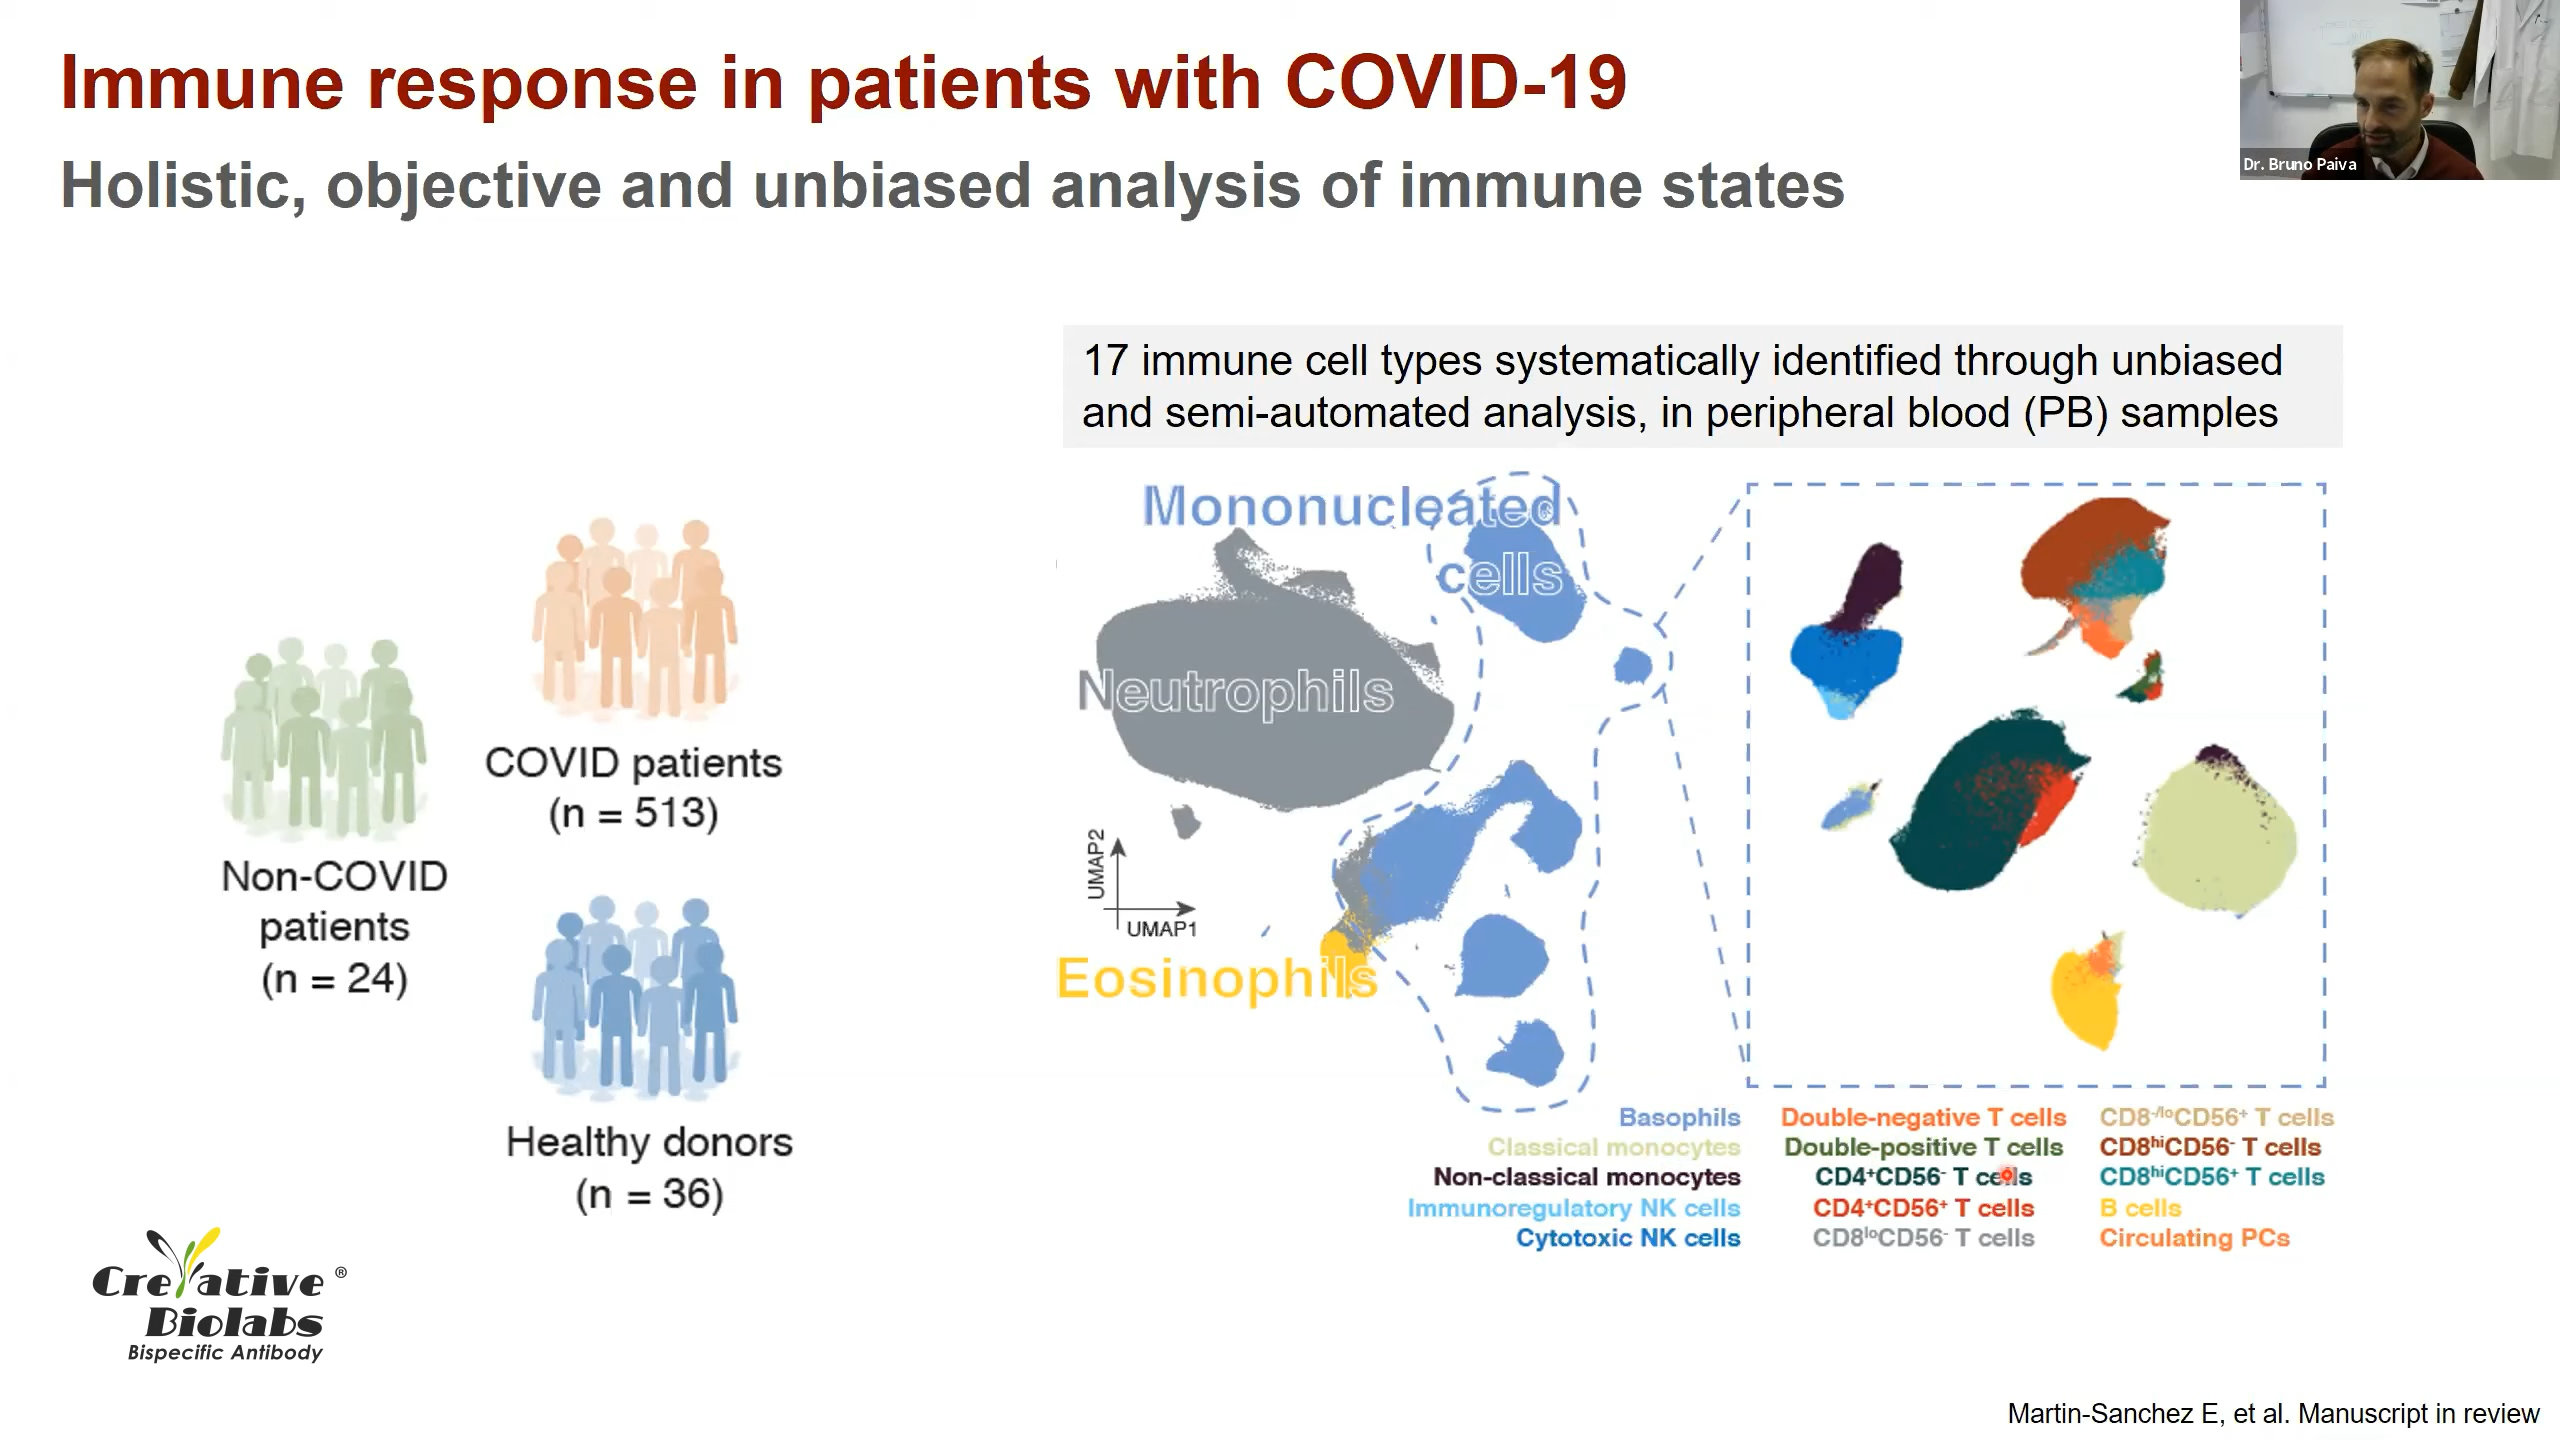 Immune response in patients with COVID-19
Holistic, objective and unbiased analysis of immune states
Dr. Bruno Paiva
17 immune cell types systematically identified through unbiased
and semi-automated analysis, in peripheral blood (PB) samples
COVID patients
(n = 513)
Non-COVID
patients
(n = 24)
Healthy donors
(n = 36)
Mononucleated
cells
Neutrophils
UMAP2
UMAP1
Eosinophils
Basophils
Classical monocytes
Non-classical monocytes
Immunoregulatory NK cells
Cytotoxic NK cells
Double-negative T cells
Double-positive T cells
CD4⁺CD56⁻ T cells
CD4⁺CD56⁺ T cells
CD8ˡᵒCD56⁻ T cells
CD8⁻/ˡᵒCD56⁺ T cells
CD8ʰⁱCD56⁻ T cells
CD8ʰⁱCD56⁺ T cells
B cells
Circulating PCs
Creative ®
Biolabs
Bispecific Antibody
Martin-Sanchez E, et al. Manuscript in review